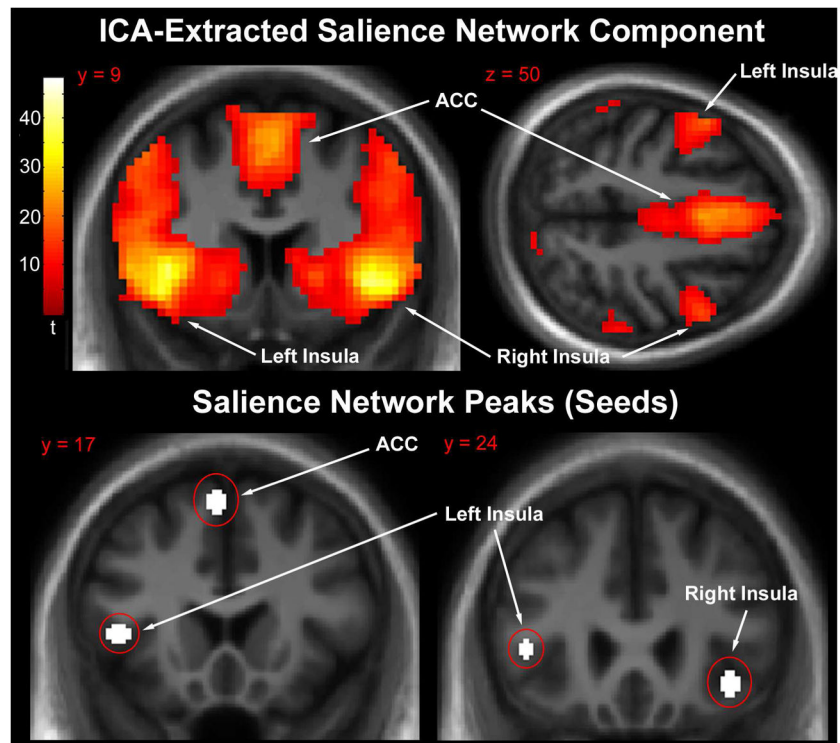 ICA-Extracted Salience Network Component
y = 9
z = 50
Left Insula
ACC
40
30
20
10
t
Left Insula
Right Insula
Salience Network Peaks (Seeds)
y = 17
ACC
y = 24
Left Insula
Right Insula